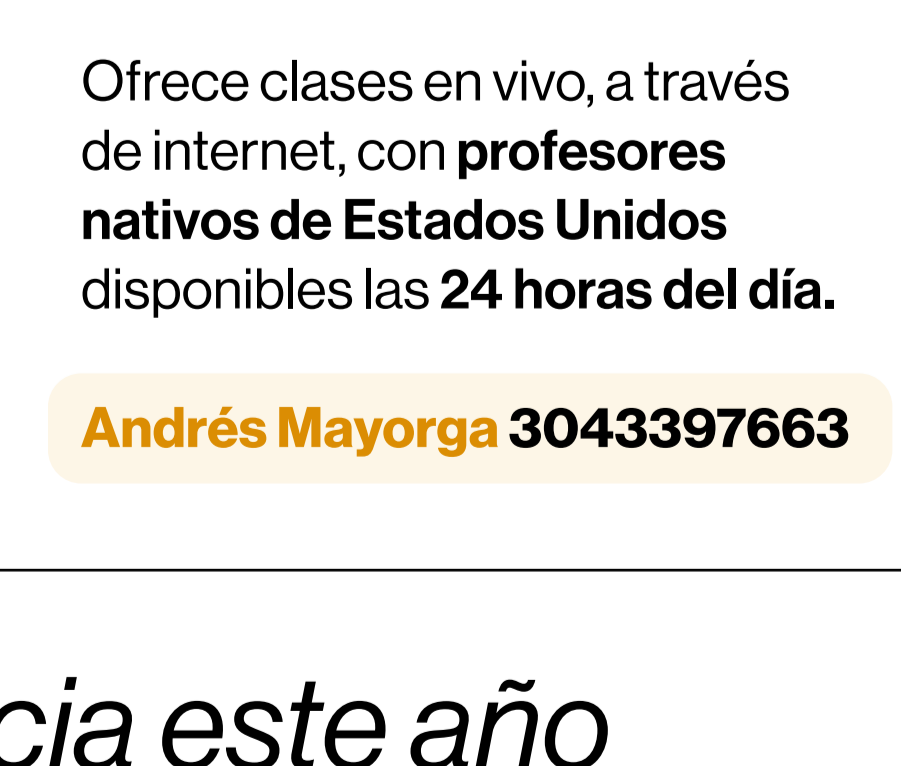 Ofrece clases en vivo, a través
de internet, con profesores
nativos de Estados Unidos
disponibles las 24 horas del día.
Andrés Mayorga 3043397663
este año